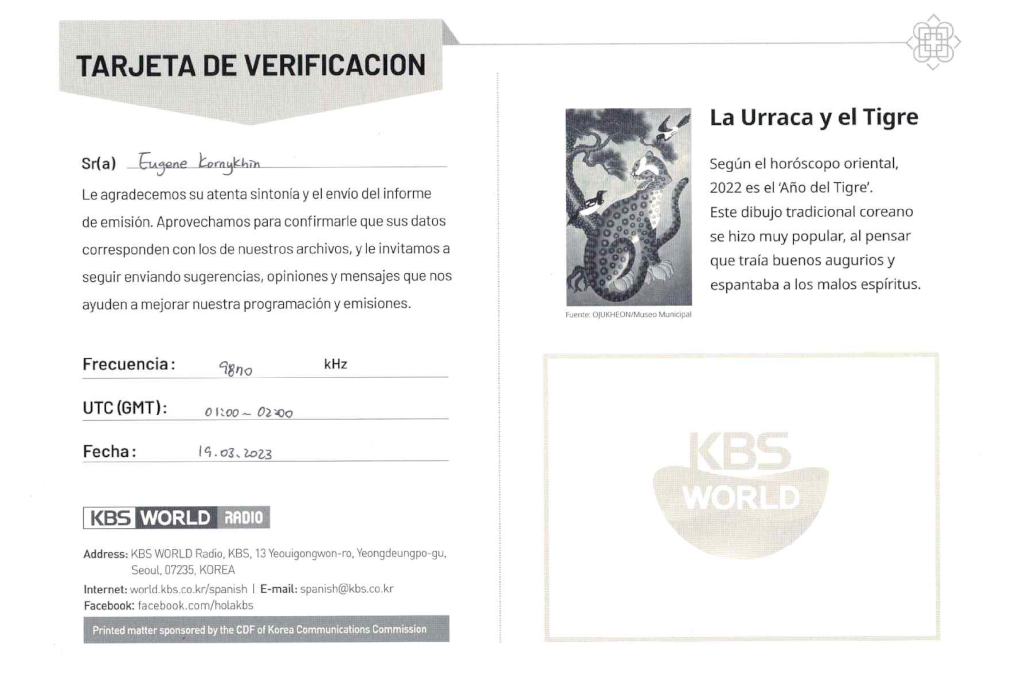 TARJETA DE VERIFICACION
Sr(a) Eugene Kornykhin
Le agradecemos su atenta sintonía y el envío del informe
de emisión. Aprovechamos para confirmarle que sus datos
corresponden con los de nuestros archivos, y le invitamos a
seguir enviando sugerencias, opiniones y mensajes que nos
ayuden a mejorar nuestra programación y emisiones.
Frecuencia: kHz
UTC (GMT): 01:00 ~ 02:00
Fecha: 19.03.2023
KBS WORLD RADIO
Address: KBS WORLD Radio, KBS, 13 Yeouigongwon-ro, Yeongdeungpo-gu,
Seoul, 07235, KOREA
Internet: world.kbs.co.kr/spanish | E-mail: spanish@kbs.co.kr
Facebook: facebook.com/holakbs
Printed matter sponsored by the CDF of Korea Communications Commission
La Urraca y el Tigre
Según el horóscopo oriental,
2022 es el ‘Año del Tigre’.
Este dibujo tradicional coreano
se hizo muy popular, al pensar
que traía buenos augurios y
espantaba a los malos espíritus.
Fuente: OJUKHEON/Museo Municipal
KBS
WORLD